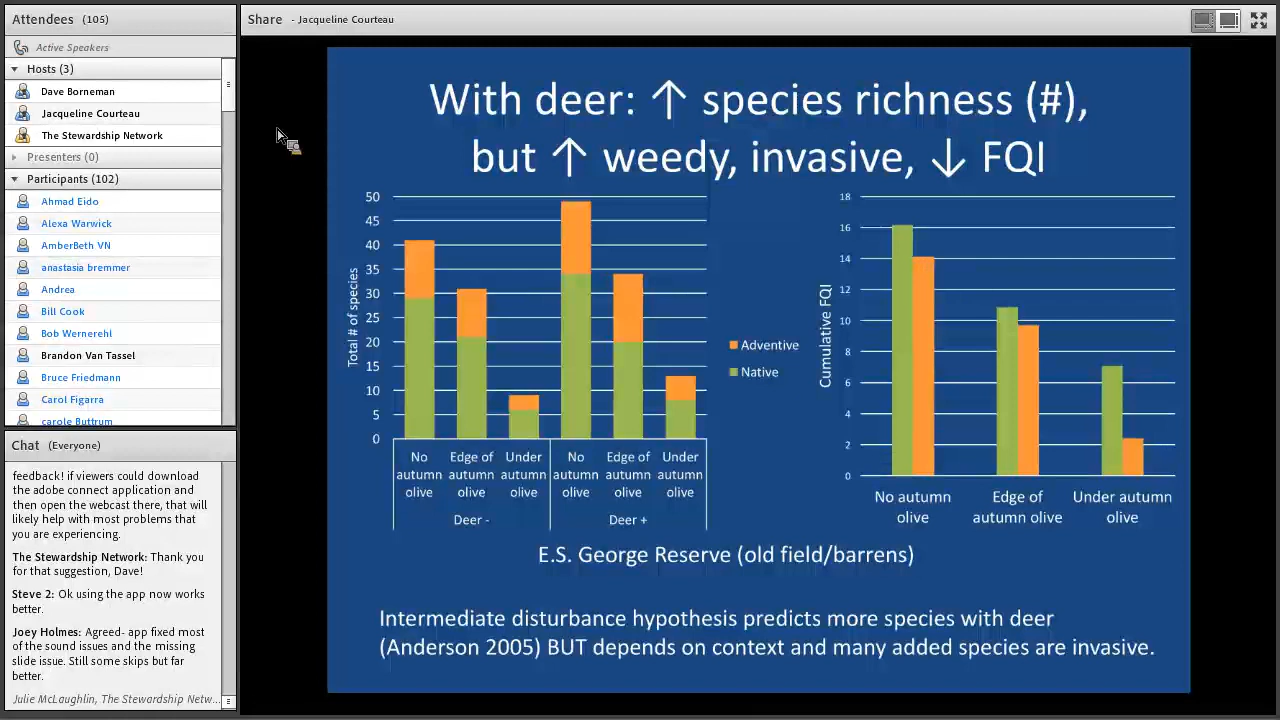 Attendees (105)
Active Speakers
Hosts (3)
Dave Borneman
Jacqueline Courteau
The Stewardship Network
Presenters (0)
Participants (102)
Ahmad Eido
Alexa Warwick
AmberBeth VN
anastasia bremmer
Andrea
Bill Cook
Bob Wernerehl
Brandon Van Tassel
Bruce Friedmann
Carol Figarra
carole Buttrum
Chat (Everyone)
feedback! if viewers could download
the adobe connect application and
then open the webcast there, that will
likely help with most problems that
you are experiencing.
The Stewardship Network: Thank you
for that suggestion, Dave!
Steve 2: Ok using the app now works
better.
Joey Holmes: Agreed- app fixed most
of the sound issues and the missing
slide issue. Still some skips but far
better.
Julie McLaughlin, The Stewardship Netw...
Share - Jacqueline Courteau
With deer: ↑ species richness (#),
but ↑ weedy, invasive, ↓ FQI
Total # of species
50
45
40
35
30
25
20
15
10
5
0
No autumn olive
Edge of autumn olive
Under autumn olive
No autumn olive
Edge of autumn olive
Under autumn olive
Deer -
Deer +
Adventive
Native
Cumulative FQI
18
16
14
12
10
8
6
4
2
0
No autumn olive
Edge of autumn olive
Under autumn olive
E.S. George Reserve (old field/barrens)
Intermediate disturbance hypothesis predicts more species with deer
(Anderson 2005) BUT depends on context and many added species are invasive.